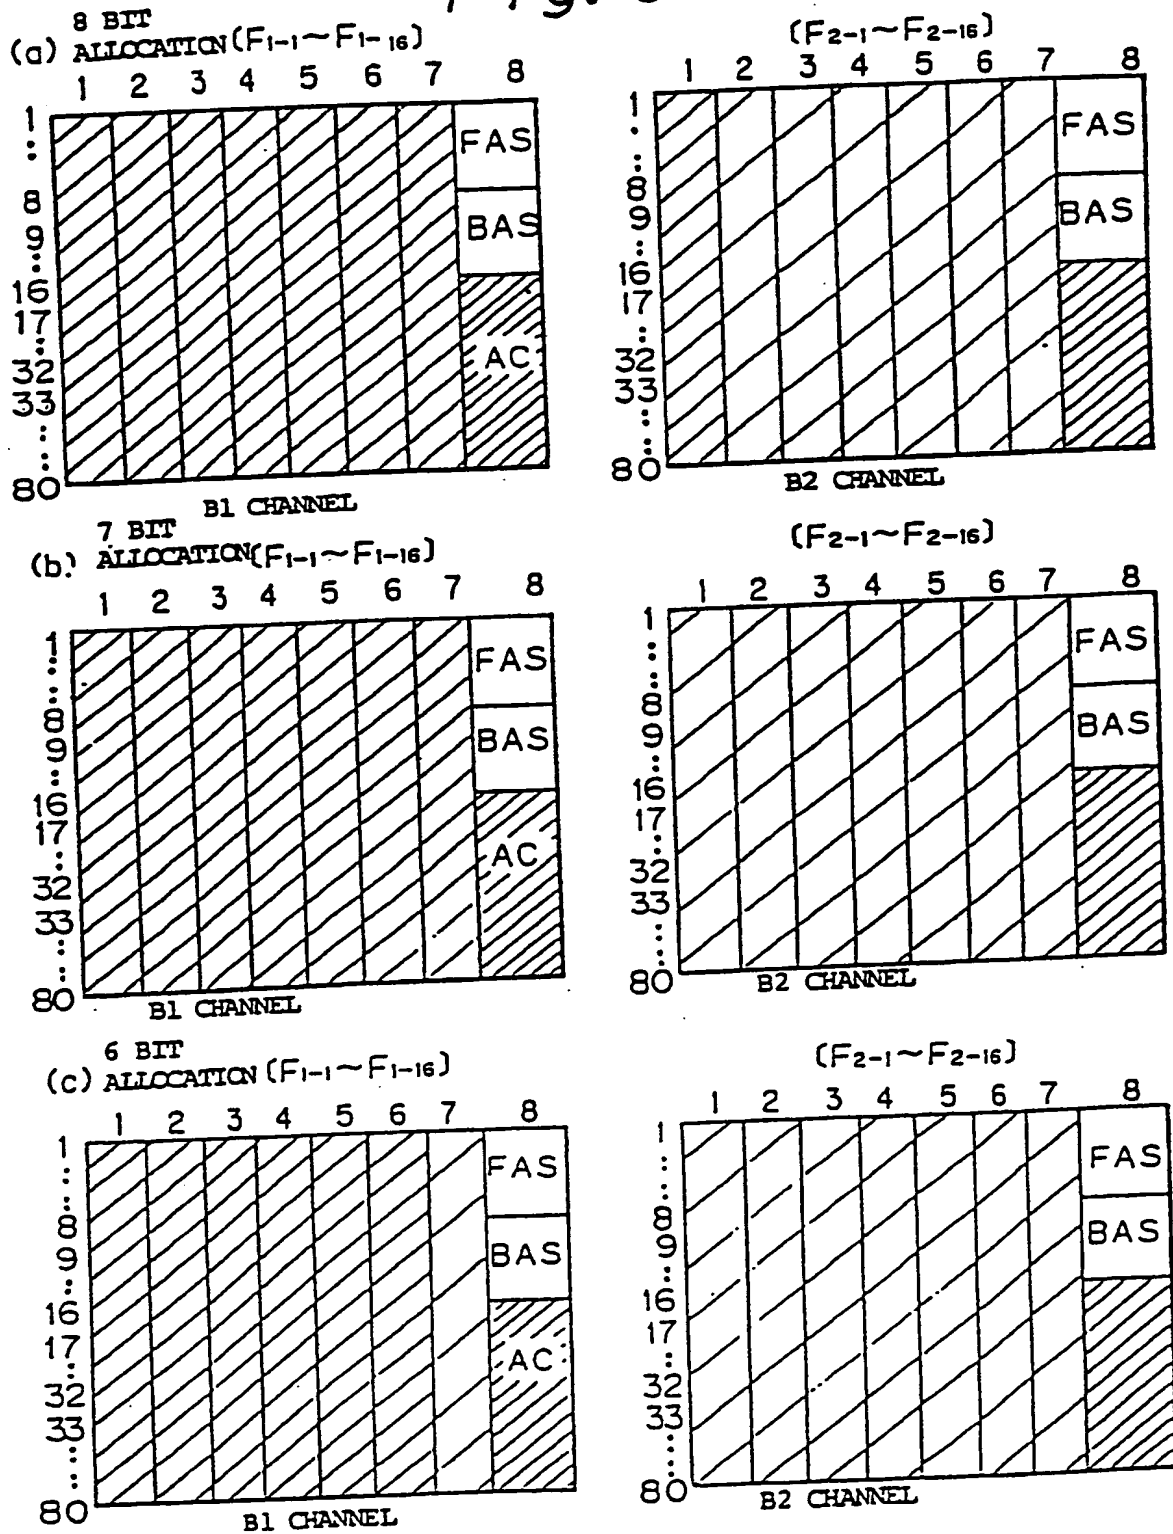 Fig.
8 BIT
(a) ALLOCATION (F1-1~F1-16)
(F2-1~F2-16)
1 2 3 4 5 6 7 8
1 2 3 4 5 6 7 8
1
8
9
16
17
32
33
80
FAS
BAS
AC
1
8
9
16
17
32
33
80
FAS
BAS
B1 CHANNEL
B2 CHANNEL
7 BIT
(b) ALLOCATION (F1-1~F1-16)
(F2-1~F2-16)
1 2 3 4 5 6 7 8
1 2 3 4 5 6 7 8
1
8
9
16
17
32
33
80
FAS
BAS
AC
1
8
9
16
17
32
33
80
FAS
BAS
B1 CHANNEL
B2 CHANNEL
6 BIT
(c) ALLOCATION (F1-1~F1-16)
(F2-1~F2-16)
1 2 3 4 5 6 7 8
1 2 3 4 5 6 7 8
1
8
9
16
17
32
33
80
FAS
BAS
AC
1
8
9
16
17
32
33
80
FAS
BAS
B1 CHANNEL
B2 CHANNEL